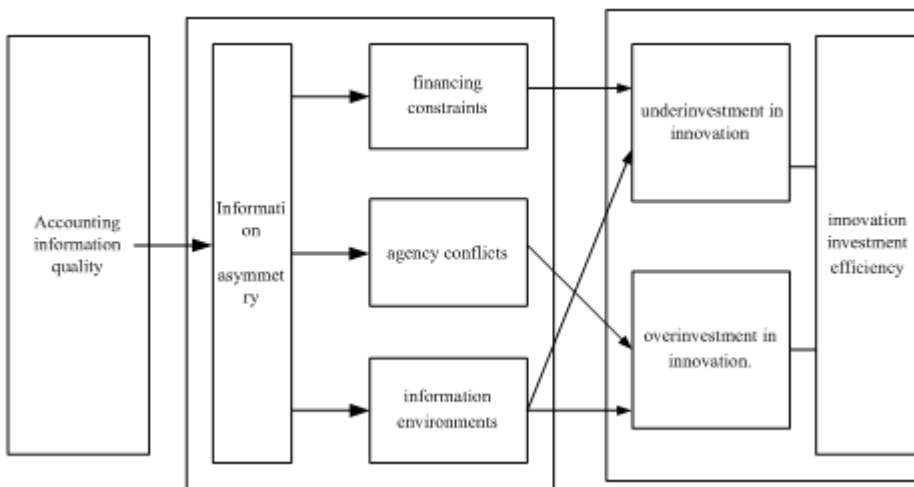 Accounting
information
quality
Informati
on
asymmet
ry
financing
constraints
agency conflicts
information
environments
underinvestment in
innovation
overinvestment in
innovation.
innovation
investment
efficiency